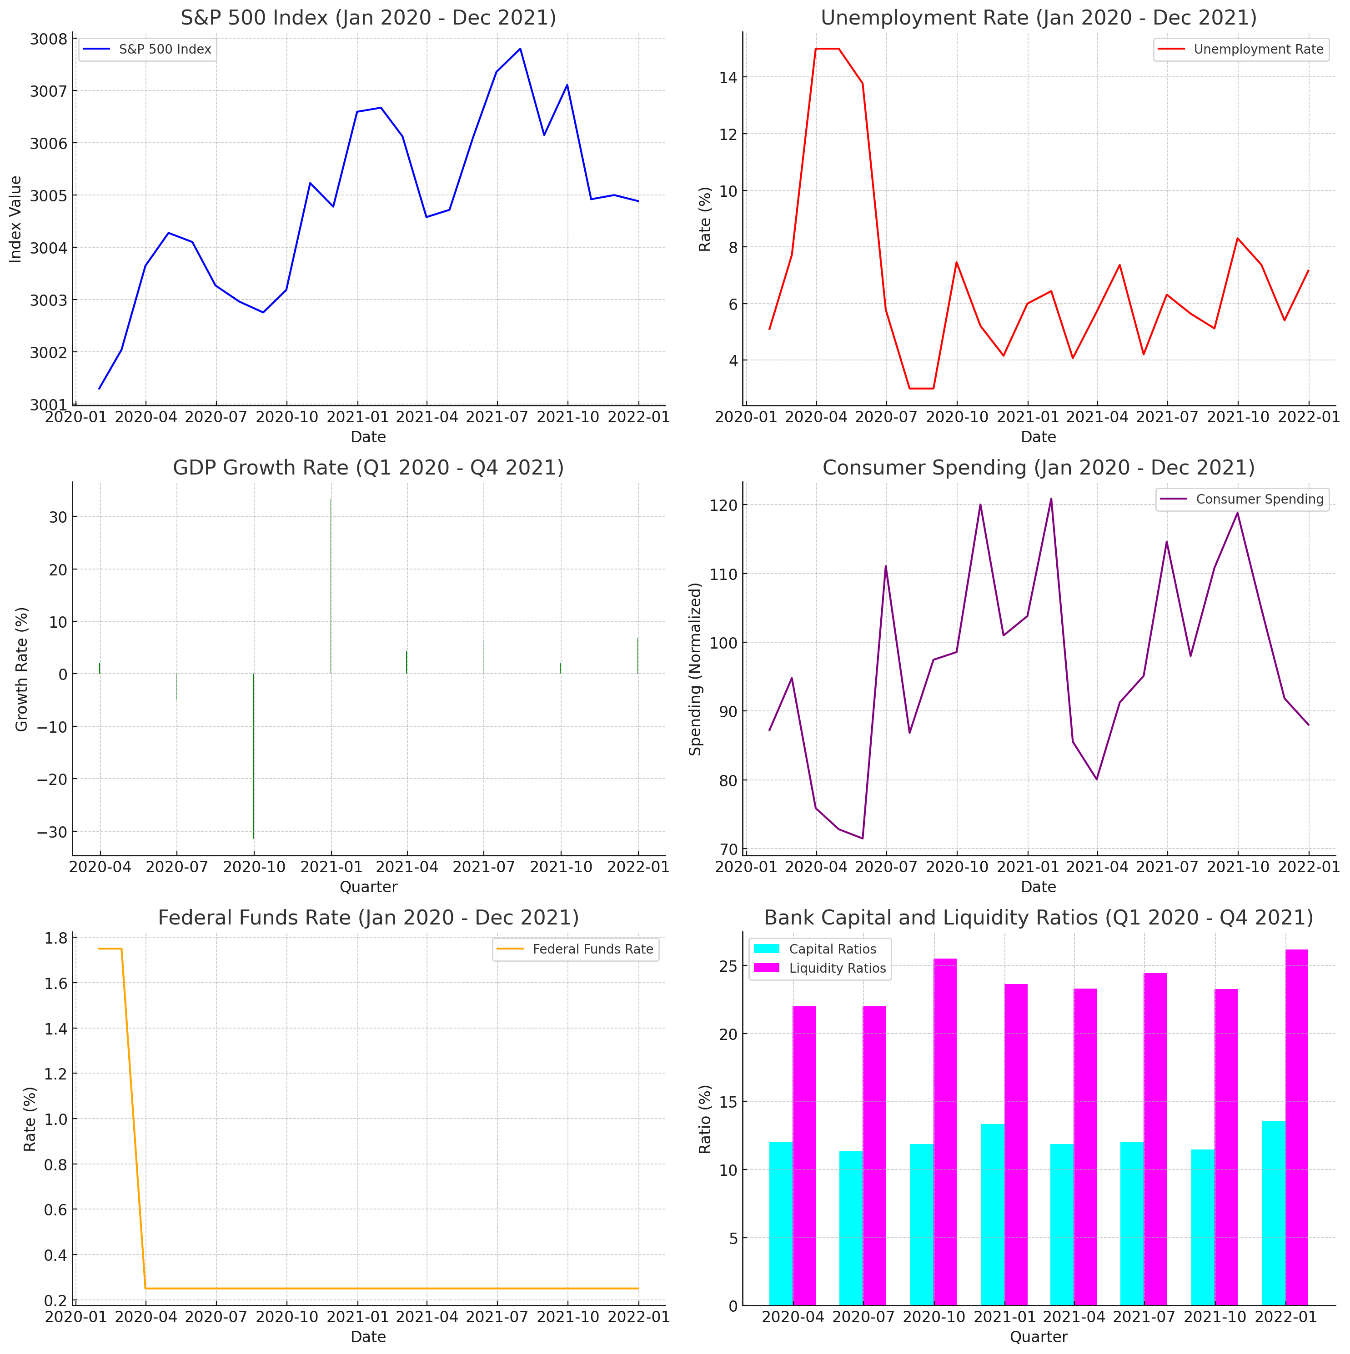 S&P 500 Index (Jan 2020 - Dec 2021)
3008
3007
3006
3005
3004
3003
3002
3001
Index Value
S&P 500 Index
2020-01 2020-04 2020-07 2020-10 2021-01 2021-04 2021-07 2021-10 2022-01
Date
Unemployment Rate (Jan 2020 - Dec 2021)
14
12
10
8
6
4
Rate (%)
Unemployment Rate
2020-01 2020-04 2020-07 2020-10 2021-01 2021-04 2021-07 2021-10 2022-01
Date
GDP Growth Rate (Q1 2020 - Q4 2021)
30
20
10
0
−10
−20
−30
Growth Rate (%)
2020-04 2020-07 2020-10 2021-01 2021-04 2021-07 2021-10 2022-01
Quarter
Consumer Spending (Jan 2020 - Dec 2021)
120
110
100
90
80
70
Spending (Normalized)
Consumer Spending
2020-01 2020-04 2020-07 2020-10 2021-01 2021-04 2021-07 2021-10 2022-01
Date
Federal Funds Rate (Jan 2020 - Dec 2021)
1.8
1.6
1.4
1.2
1.0
0.8
0.6
0.4
0.2
Rate (%)
Federal Funds Rate
2020-01 2020-04 2020-07 2020-10 2021-01 2021-04 2021-07 2021-10 2022-01
Date
Bank Capital and Liquidity Ratios (Q1 2020 - Q4 2021)
25
20
15
10
5
0
Ratio (%)
Capital Ratios
Liquidity Ratios
2020-04 2020-07 2020-10 2021-01 2021-04 2021-07 2021-10 2022-01
Quarter